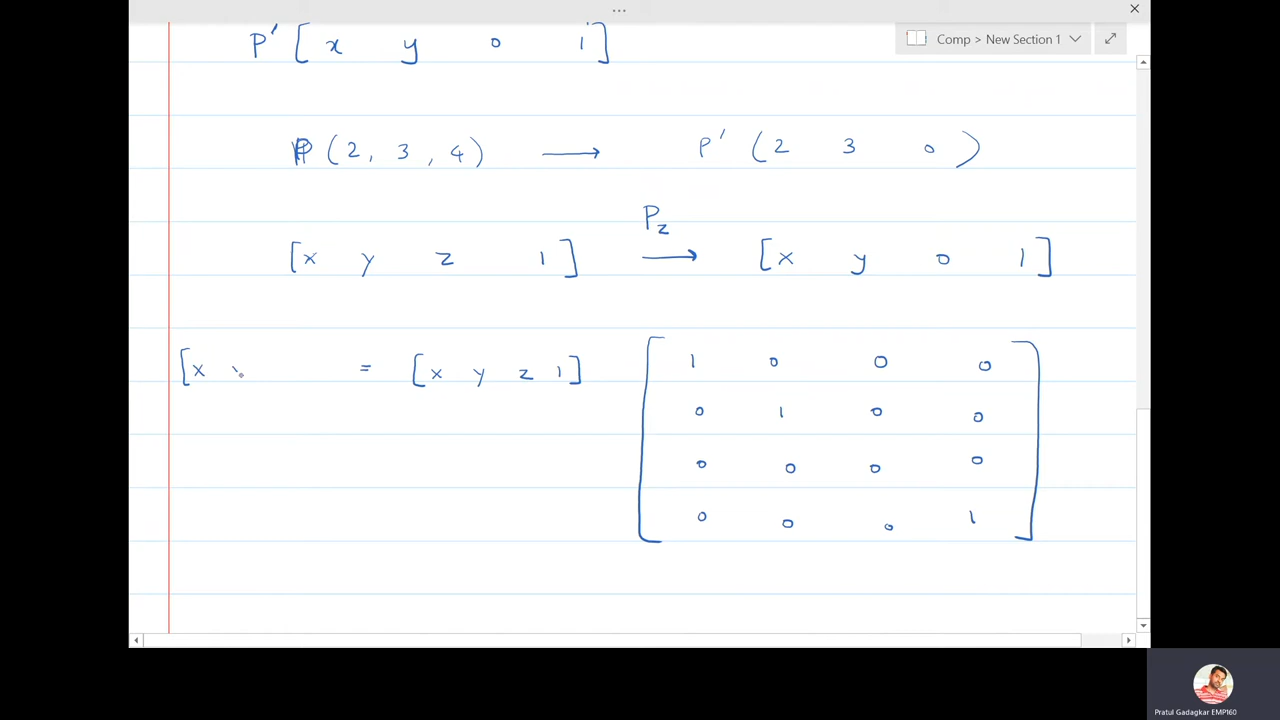 Comp > New Section 1
P' [ x y 0 1 ]
P ( 2 , 3 , 4 ) → P' ( 2 3 0 )
P_z
[ x y z 1 ] → [ x y 0 1 ]
[ x = [ x y z 1 ] [ 1 0 0 0
0 1 0 0
0 0 0 0
0 0 0 1 ]
Pratul Gadagkar EMP160